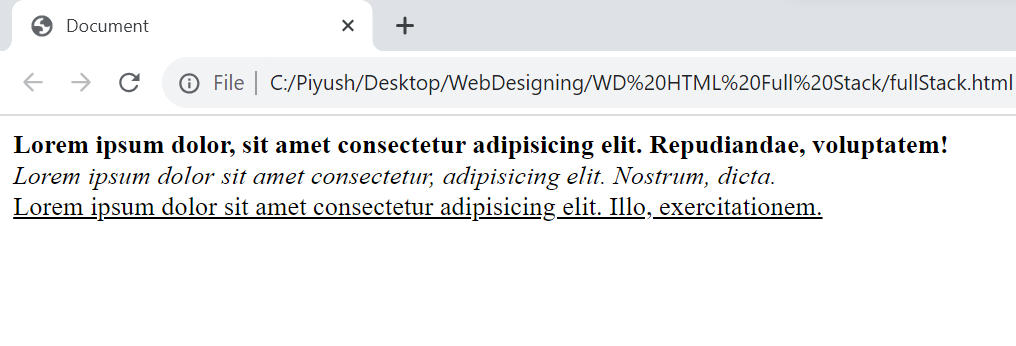 Document
File | C:/Piyush/Desktop/WebDesigning/WD%20HTML%20Full%20Stack/fullStack.html
Lorem ipsum dolor, sit amet consectetur adipisicing elit. Repudiandae, voluptatem!
Lorem ipsum dolor sit amet consectetur, adipisicing elit. Nostrum, dicta.
Lorem ipsum dolor sit amet consectetur adipisicing elit. Illo, exercitationem.